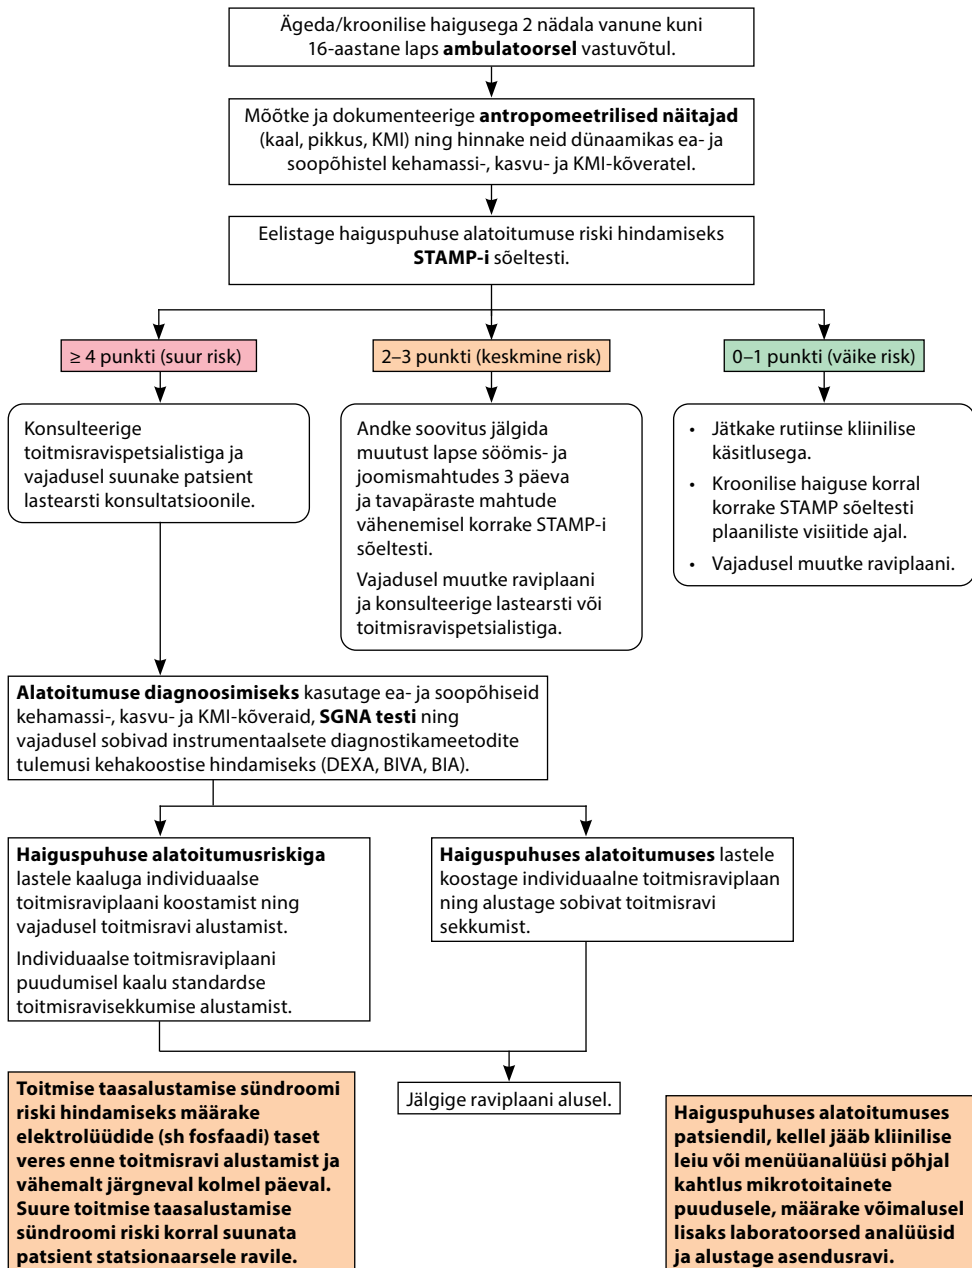 Ägeda/kroonilise haigusega 2 nädala vanune kuni
16-aastane laps ambulatoorsel vastuvõtul.
Mõõtke ja dokumenteerige antropomeetrilised näitajad
(kaal, pikkus, KMI) ning hinnake neid dünaamikas ea- ja
soopõhistel kehamassi-, kasvu- ja KMI-kõveratel.
Eelistage haiguspuhuse alatoitumuse riski hindamiseks
STAMP-i sõeltesti.
≥ 4 punkti (suur risk)
2–3 punkti (keskmine risk)
0–1 punkti (väike risk)
Konsulteerige
toitmisravispetsialistiga ja
vajadusel suunake patsient
lastearsti konsultatsioonile.
Andke soovitus jälgida
muutust lapse söömis- ja
joomismahtudes 3 päeva
ja tavapäraste mahtude
vähenemisel korrake STAMP-i
sõeltesti.
Vajadusel muutke raviplaani
ja konsulteerige lastearsti või
toitmisravispetsialistiga.
• Jätkake rutiinse kliinilise
käsitlusega.
• Kroonilise haiguse korral
korrake STAMP sõeltesti
plaaniliste visiitide ajal.
• Vajadusel muutke raviplaani.
Alatoitumuse diagnoosimiseks kasutage ea- ja soopõhiseid
kehamassi-, kasvu- ja KMI-kõveraid, SGNA testi ning
vajadusel sobivad instrumentaalsete diagnostikameetodite
tulemusi kehakoostise hindamiseks (DEXA, BIVA, BIA).
Haiguspuhuse alatoitumusriskiga
lastele kaaluga individuaalse
toitmisraviplaani koostamist ning
vajadusel toitmisravi alustamist.
Individuaalse toitmisraviplaani
puudumisel kaalu standardse
toitmisravisekkumise alustamist.
Haiguspuhuses alatoitumuses lastele
koostage individuaalne toitmisraviplaan
ning alustage sobivat toitmisravi
sekkumist.
Jälgige raviplaani alusel.
Toitmise taasalustamise sündroomi
riski hindamiseks määrake
elektrolüüdide (sh fosfaadi) taset
veres enne toitmisravi alustamist ja
vähemalt järgneval kolmel päeval.
Suure toitmise taasalustamise
sündroomi riski korral suunata
patsient statsionaarsele ravile.
Haiguspuhuses alatoitumuses
patsiendil, kellel jääb kliinilise
leiu või menüüanalüüsi põhjal
kahtlus mikrotoitainete
puudusele, määrake võimalusel
lisaks laboratoorsed analüüsid
ja alustage asendusravi.